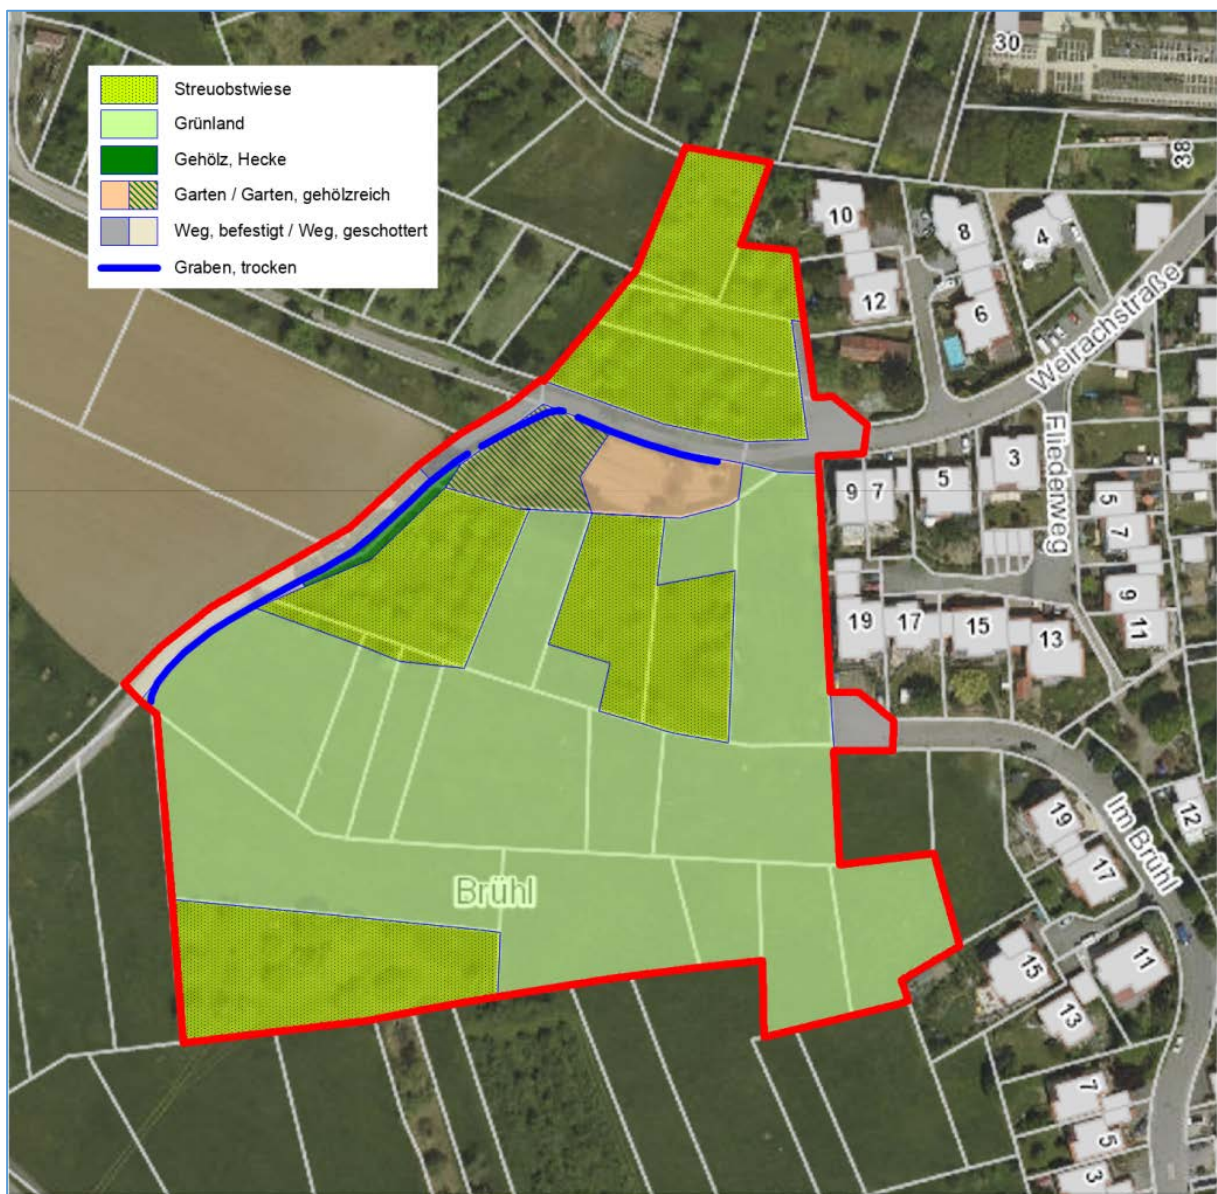 Streuobstwiese
Grünland
Gehölz, Hecke
Garten / Garten, gehölzreich
Weg, befestigt / Weg, geschottert
Graben, trocken
30
38
10
8
4
12
6
Weirachstraße
Fliederweg
3
5
9
7
5
7
9
11
19
17
15
13
Im Brühl
12
19
17
Brühl
15
11
13
7
5
3